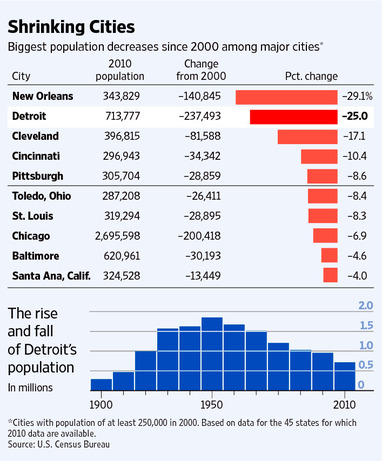 Shrinking Cities
Biggest population decreases since 2000 among major cities*
City 2010 population Change from 2000 Pct. change
New Orleans 343,829 –140,845 –29.1%
Detroit 713,777 –237,493 –25.0
Cleveland 396,815 –81,588 –17.1
Cincinnati 296,943 –34,342 –10.4
Pittsburgh 305,704 –28,859 –8.6
Toledo, Ohio 287,208 –26,411 –8.4
St. Louis 319,294 –28,895 –8.3
Chicago 2,695,598 –200,418 –6.9
Baltimore 620,961 –30,193 –4.6
Santa Ana, Calif. 324,528 –13,449 –4.0
The rise
and fall
of Detroit's
population
In millions
2.0
1.5
1.0
0.5
0
1900 1950 2010
*Cities with population of at least 250,000 in 2000. Based on data for the 45 states for which
2010 data are available.
Source: U.S. Census Bureau